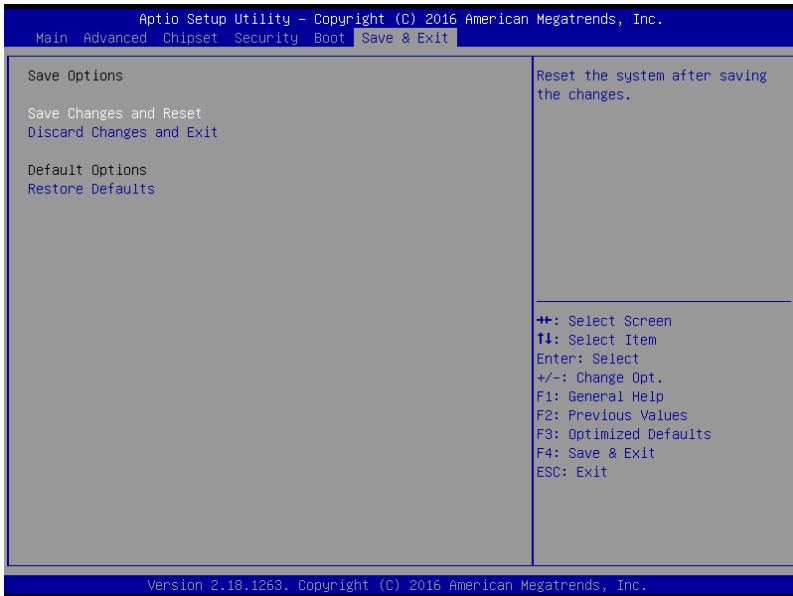 Aptio Setup Utility – Copyright (C) 2016 American Megatrends, Inc.
Main Advanced Chipset Security Boot Save & Exit
Save Options
Save Changes and Reset
Discard Changes and Exit
Default Options
Restore Defaults
Reset the system after saving
the changes.
→←: Select Screen
↑↓: Select Item
Enter: Select
+/-: Change Opt.
F1: General Help
F2: Previous Values
F3: Optimized Defaults
F4: Save & Exit
ESC: Exit
Version 2.18.1263. Copyright (C) 2016 American Megatrends, Inc.